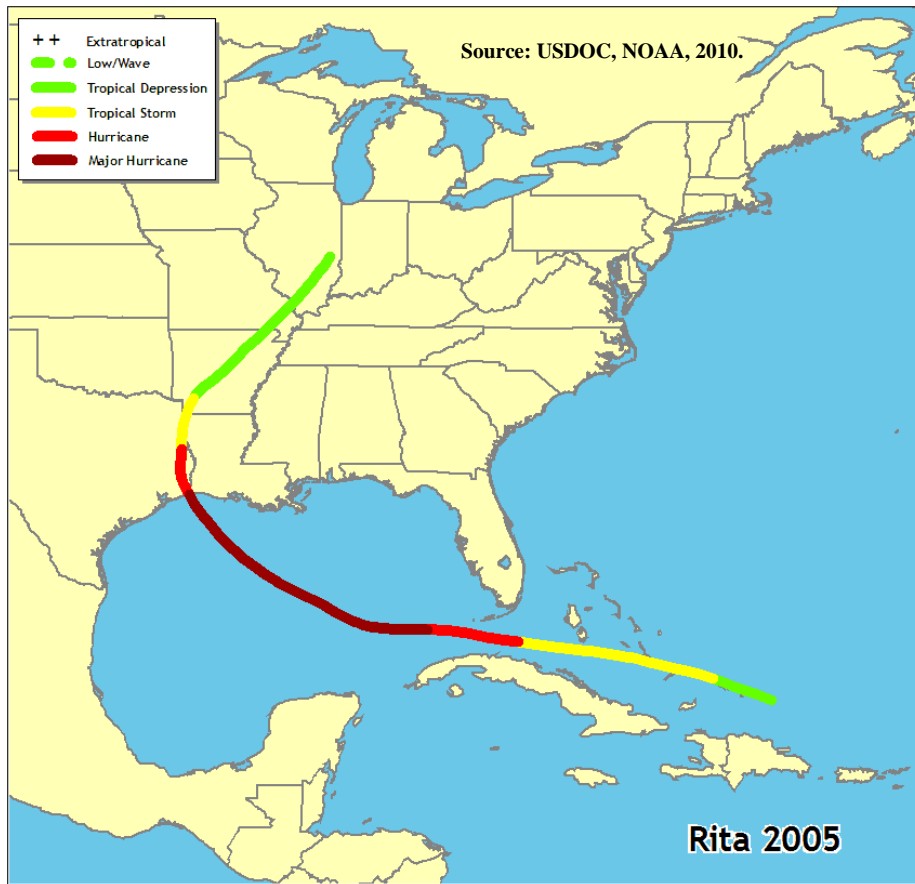 ++ Extratropical
Low/Wave
Tropical Depression
Tropical Storm
Hurricane
Major Hurricane
Source: USDOC, NOAA, 2010.
Rita 2005